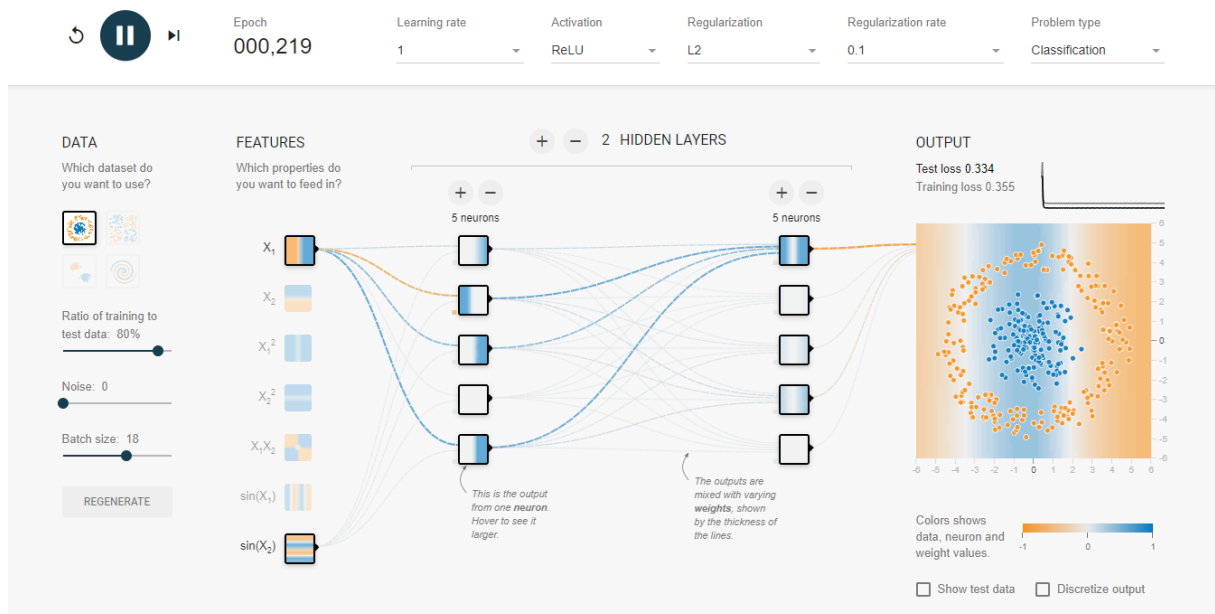 Epoch
000,219
Learning rate
1
Activation
ReLU
Regularization
L2
Regularization rate
0.1
Problem type
Classification
DATA
Which dataset do
you want to use?
Ratio of training to
test data: 80%
Noise: 0
Batch size: 18
REGENERATE
FEATURES
Which properties do
you want to feed in?
X₁
X₂
X₁²
X₂²
X₁X₂
sin(X₁)
sin(X₂)
+ − 2 HIDDEN LAYERS
+ −
5 neurons
+ −
5 neurons
This is the output
from one neuron.
Hover to see it
larger.
The outputs are
mixed with varying
weights, shown
by the thickness of
the lines.
OUTPUT
Test loss 0.334
Training loss 0.355
6
5
4
3
2
1
0
-1
-2
-3
-4
-5
-6
-6 -5 -4 -3 -2 -1 0 1 2 3 4 5 6
Colors shows
data, neuron and
weight values.
-1 0 1
Show test data
Discretize output